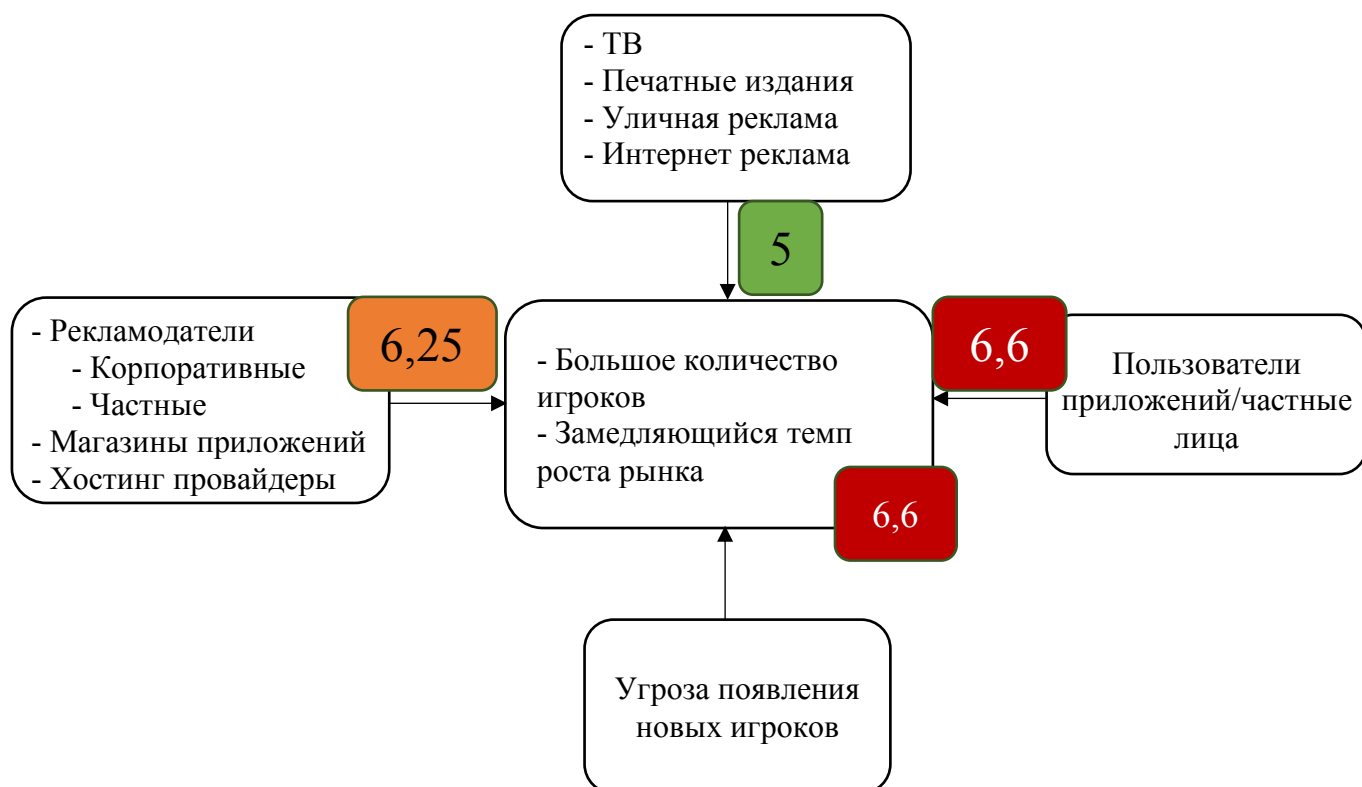 - ТВ
- Печатные издания
- Уличная реклама
- Интернет реклама
5
- Рекламодатели
- Корпоративные
- Частные
- Магазины приложений
- Хостинг провайдеры
6,25
- Большое количество
игроков
- Замедляющийся темп
роста рынка
6,6
6,6
Пользователи
приложений/частные
лица
Угроза появления
новых игроков